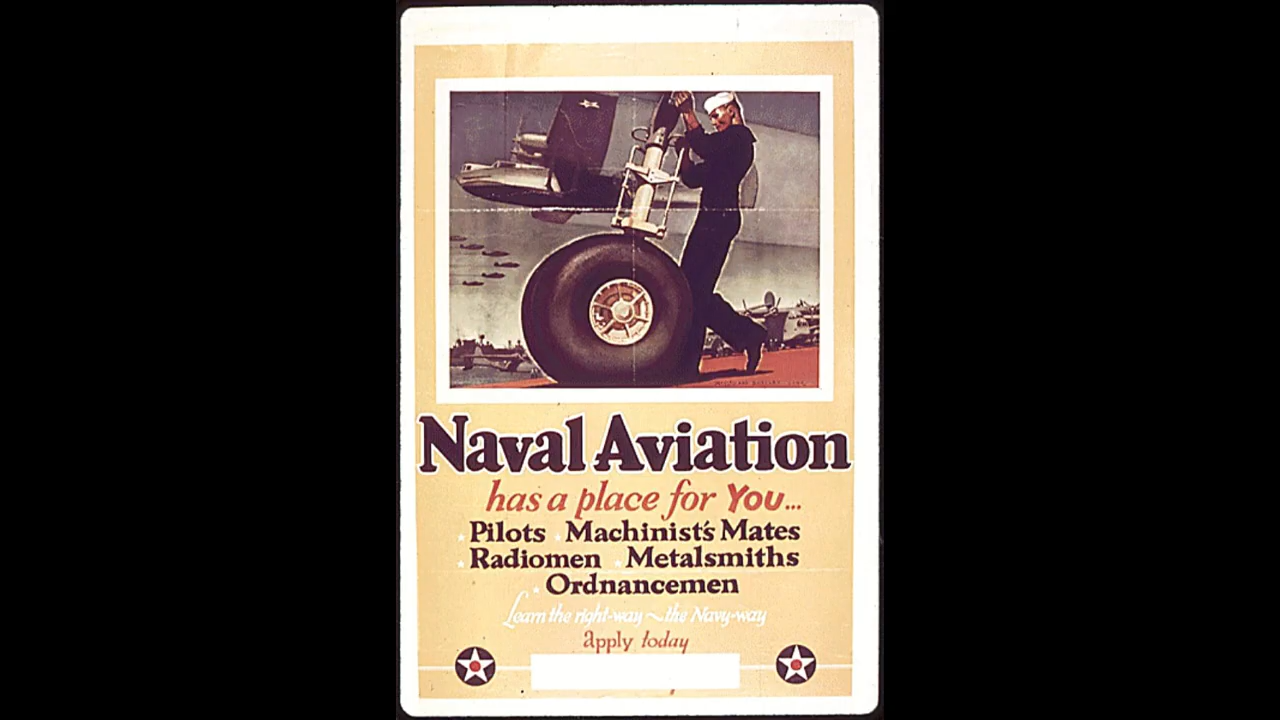 Naval Aviation
has a place for You...
Pilots Machinist's Mates
Radiomen Metalsmiths
Ordnancemen
Learn the right-way ~ the Navy-way
apply today